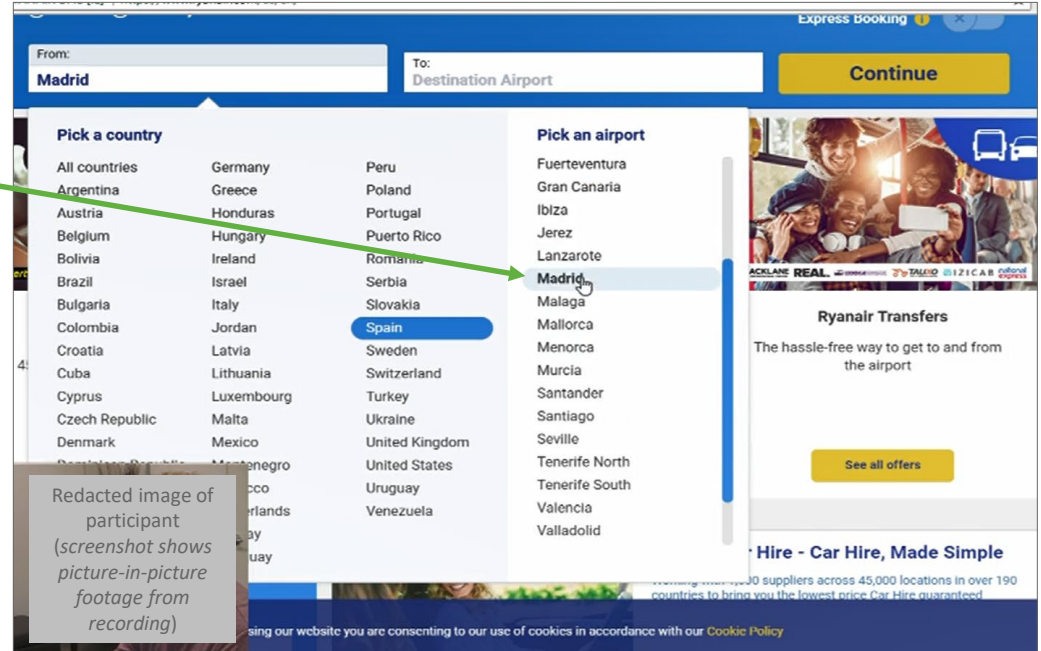 Express Booking
From:
Madrid
To:
Destination Airport
Continue
Pick a country
All countries
Argentina
Austria
Belgium
Bolivia
Brazil
Bulgaria
Colombia
Croatia
Cuba
Cyprus
Czech Republic
Denmark
Germany
Greece
Honduras
Hungary
Ireland
Israel
Italy
Jordan
Latvia
Lithuania
Luxembourg
Malta
Mexico
Peru
Poland
Portugal
Puerto Rico
Romania
Serbia
Slovakia
Spain
Sweden
Switzerland
Turkey
Ukraine
United Kingdom
United States
Uruguay
Venezuela
Pick an airport
Fuerteventura
Gran Canaria
Ibiza
Jerez
Lanzarote
Madrid
Malaga
Mallorca
Menorca
Murcia
Santander
Santiago
Seville
Tenerife North
Tenerife South
Valencia
Valladolid
REAL.
IZICAB national express
Ryanair Transfers
The hassle-free way to get to and from
the airport
See all offers
Hire - Car Hire, Made Simple
suppliers across 45,000 locations in over 190
countries to bring you the lowest price Car Hire guaranteed
Redacted image of
participant
(screenshot shows
picture-in-picture
footage from
recording)
sing our website you are consenting to our use of cookies in accordance with our Cookie Policy